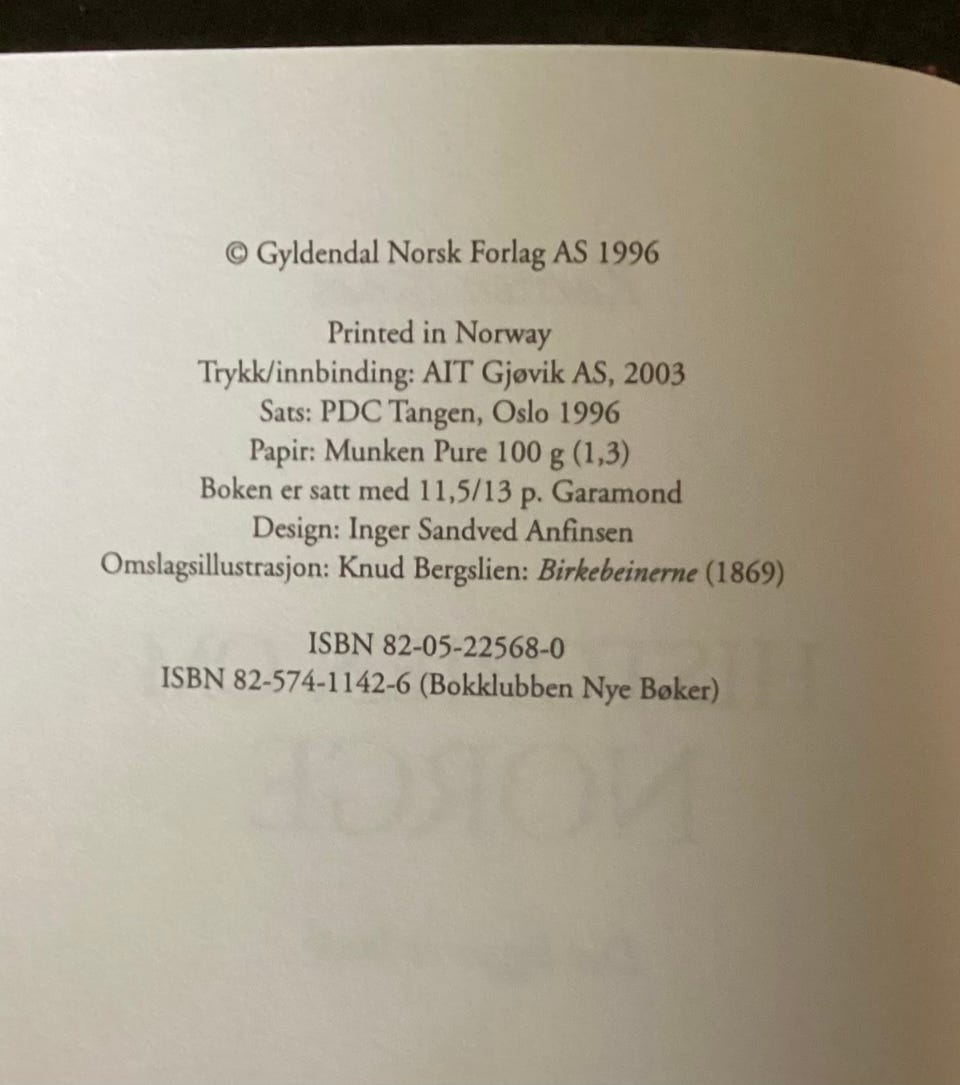 © Gyldendal Norsk Forlag AS 1996
Printed in Norway
Trykk/innbinding: AIT Gjøvik AS, 2003
Sats: PDC Tangen, Oslo 1996
Papir: Munken Pure 100 g (1,3)
Boken er satt med 11,5/13 p. Garamond
Design: Inger Sandved Anfinsen
Omslagsillustrasjon: Knud Bergslien: Birkebeinerne (1869)
ISBN 82-05-22568-0
ISBN 82-574-1142-6 (Bokklubben Nye Bøker)
NORGE